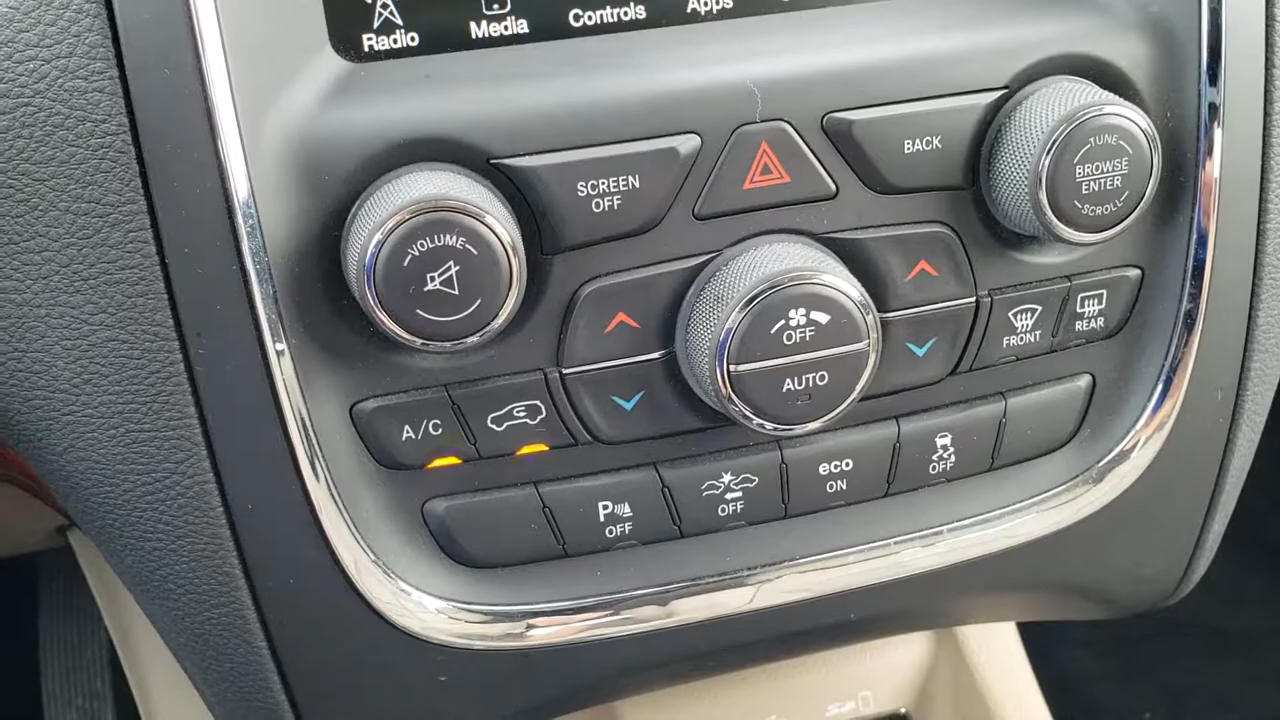 Radio
Media
Controls
Apps
SCREEN
OFF
BACK
TUNE
BROWSE
ENTER
SCROLL
VOLUME
OFF
AUTO
FRONT
REAR
A/C
P
OFF
OFF
eco
ON
OFF